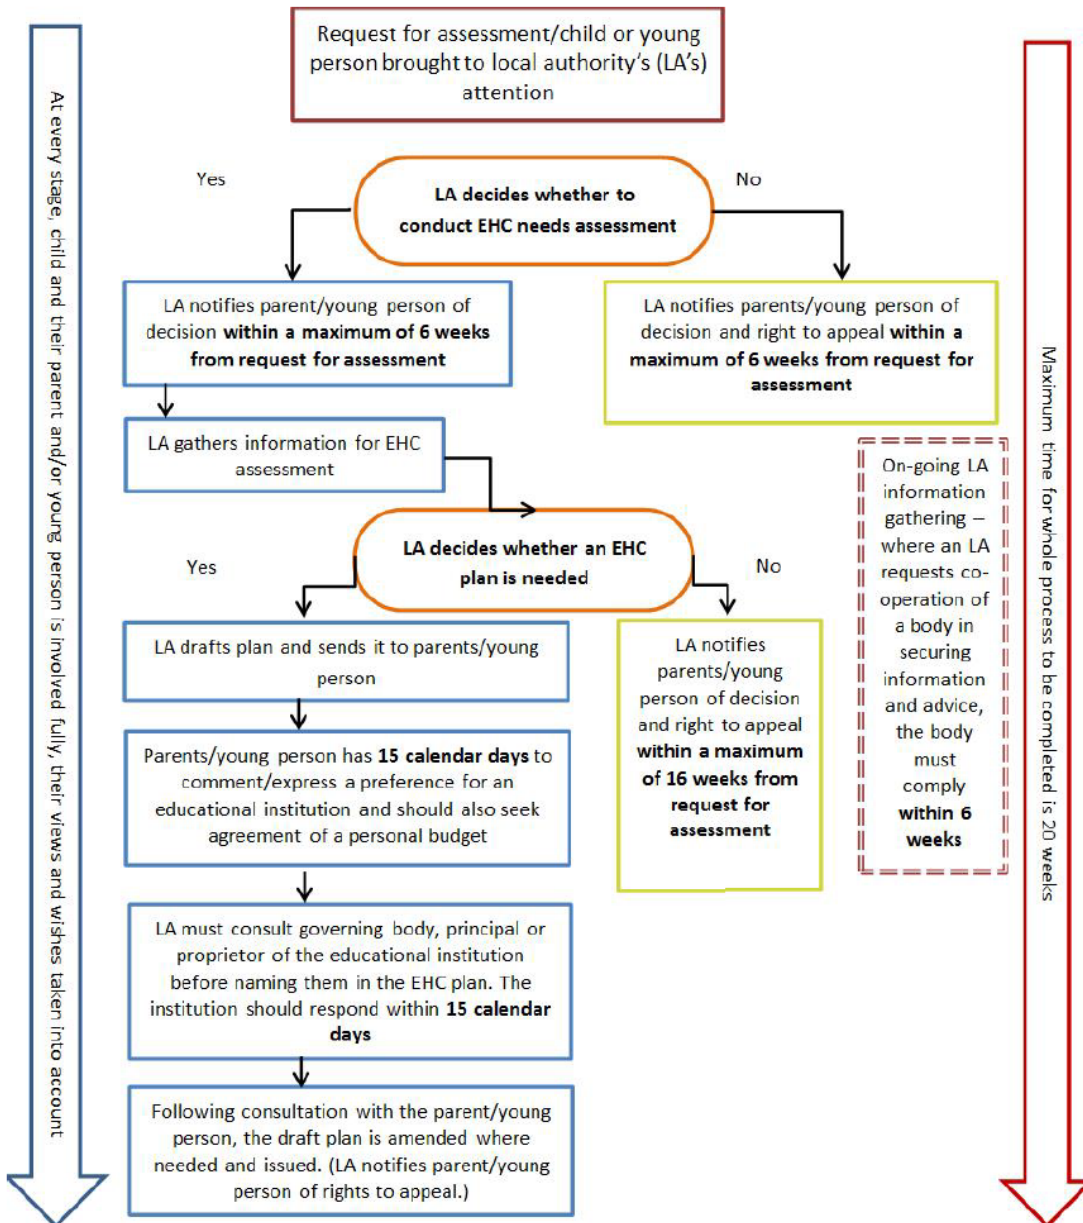 Request for assessment/child or young
person brought to local authority's (LA's)
attention
Yes
LA decides whether to
conduct EHC needs assessment
No
LA notifies parent/young person of
decision within a maximum of 6 weeks
from request for assessment
LA notifies parents/young person of
decision and right to appeal within a
maximum of 6 weeks from request for
assessment
LA gathers information for EHC
assessment
On-going LA
information
gathering –
where an LA
requests co-
operation of
a body in
securing
information
and advice,
the body
must
comply
within 6
weeks
Yes
LA decides whether an EHC
plan is needed
No
LA drafts plan and sends it to parents/young
person
LA notifies
parents/young
person of decision
and right to appeal
within a maximum
of 16 weeks from
request for
assessment
Parents/young person has 15 calendar days to
comment/express a preference for an
educational institution and should also seek
agreement of a personal budget
LA must consult governing body, principal or
proprietor of the educational institution
before naming them in the EHC plan. The
institution should respond within 15 calendar
days
Following consultation with the parent/young
person, the draft plan is amended where
needed and issued. (LA notifies parent/young
person of rights to appeal.)
At every stage, child and their parent and/or young person is involved fully, their views and wishes taken into account
Maximum time for whole process to be completed is 20 weeks